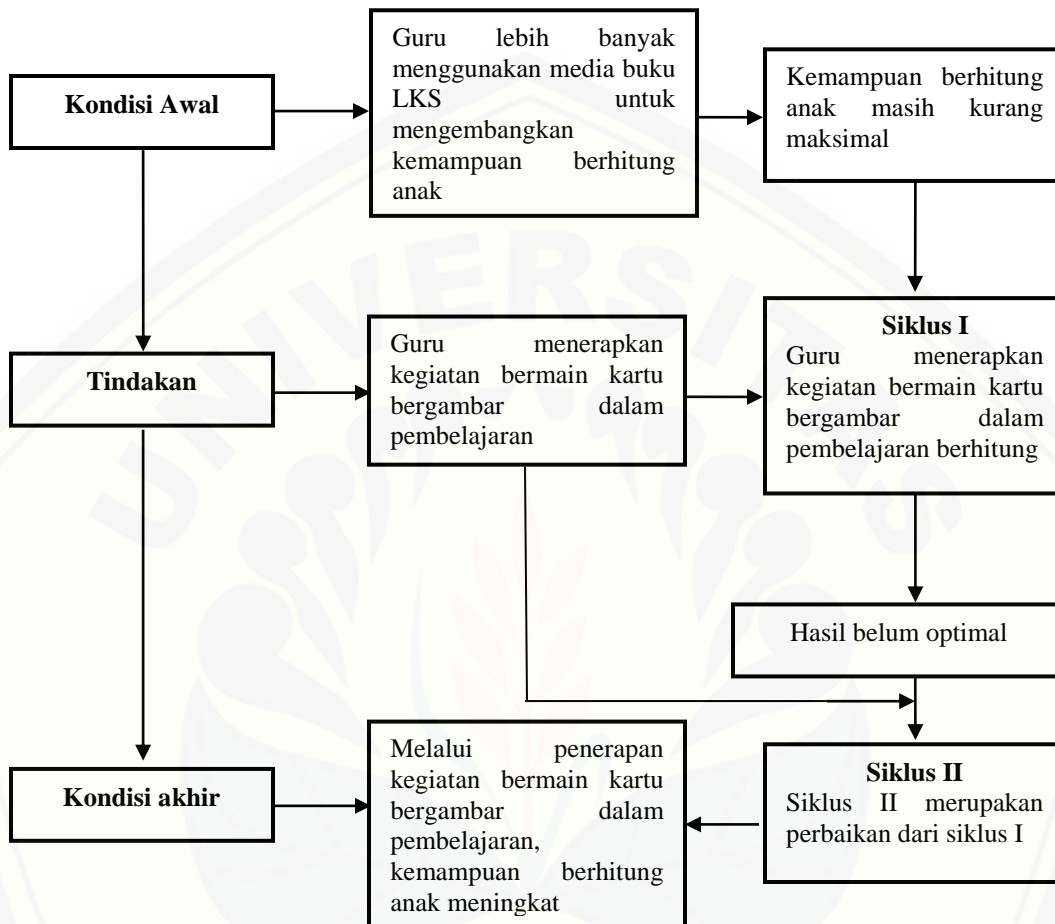 Kondisi Awal
Guru lebih banyak
menggunakan media buku
LKS untuk
mengembangkan
kemampuan berhitung
anak
Kemampuan berhitung
anak masih kurang
maksimal
Tindakan
Guru menerapkan
kegiatan bermain kartu
bergambar dalam
pembelajaran
Siklus I
Guru menerapkan
kegiatan bermain kartu
bergambar dalam
pembelajaran berhitung
Hasil belum optimal
Kondisi akhir
Melalui penerapan
kegiatan bermain kartu
bergambar dalam
pembelajaran,
kemampuan berhitung
anak meningkat
Siklus II
Siklus II merupakan
perbaikan dari siklus I
UNIVERSITAS